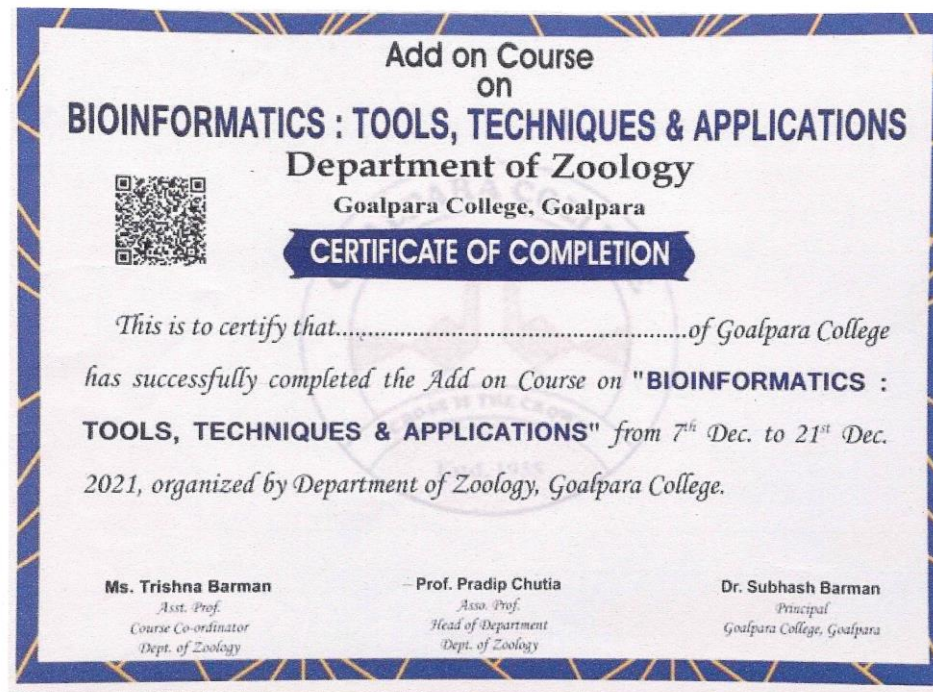 Add on Course
on
BIOINFORMATICS : TOOLS, TECHNIQUES & APPLICATIONS
Department of Zoology
Goalpara College, Goalpara
CERTIFICATE OF COMPLETION
This is to certify that..........................................................of Goalpara College
has successfully completed the Add on Course on "BIOINFORMATICS :
TOOLS, TECHNIQUES & APPLICATIONS" from 7th Dec. to 21st Dec.
2021, organized by Department of Zoology, Goalpara College.
Ms. Trishna Barman
Asst. Prof.
Course Co-ordinator
Dept. of Zoology
Prof. Pradip Chutia
Asso. Prof.
Head of Department
Dept. of Zoology
Dr. Subhash Barman
Principal
Goalpara College, Goalpara